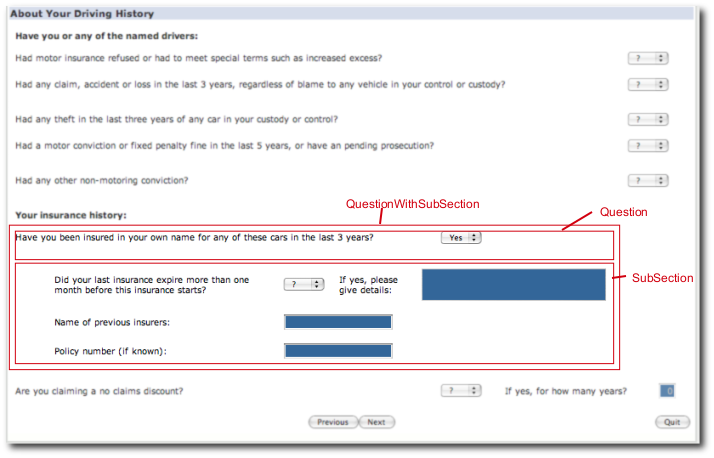 About Your Driving History
Have you or any of the named drivers:
Had motor insurance refused or had to meet special terms such as increased excess? ?
Had any claim, accident or loss in the last 3 years, regardless of blame to any vehicle in your control or custody? ?
Had any theft in the last three years of any car in your custody or control? ?
Had a motor conviction or fixed penalty fine in the last 5 years, or have an pending prosecution? ?
Had any other non-motoring conviction? ?
QuestionWithSubSection
Question
Your insurance history:
Have you been insured in your own name for any of these cars in the last 3 years? Yes
SubSection
Did your last insurance expire more than one
month before this insurance starts?
?
If yes, please
give details:
Name of previous insurers:
Policy number (if known):
Are you claiming a no claims discount? ? If yes, for how many years? 0
Previous Next Quit